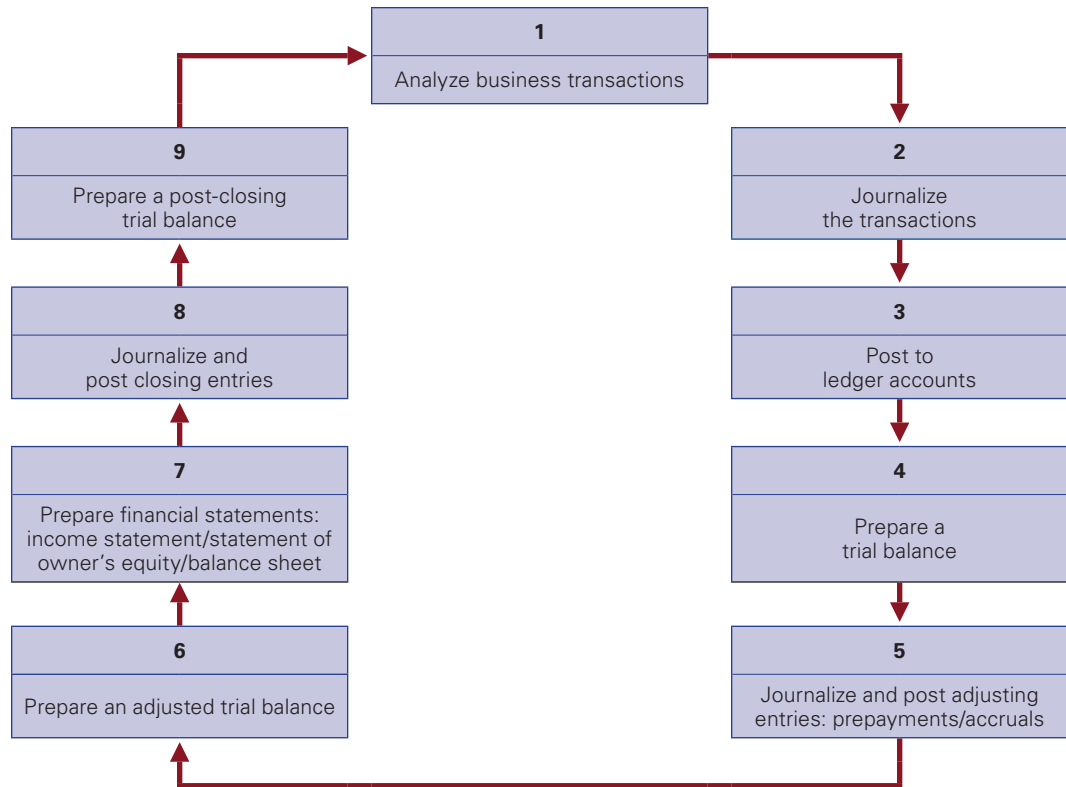 1
Analyze business transactions
2
Journalize
the transactions
3
Post to
ledger accounts
4
Prepare a
trial balance
5
Journalize and post adjusting
entries: prepayments/accruals
6
Prepare an adjusted trial balance
7
Prepare financial statements:
income statement/statement of
owner’s equity/balance sheet
8
Journalize and
post closing entries
9
Prepare a post-closing
trial balance